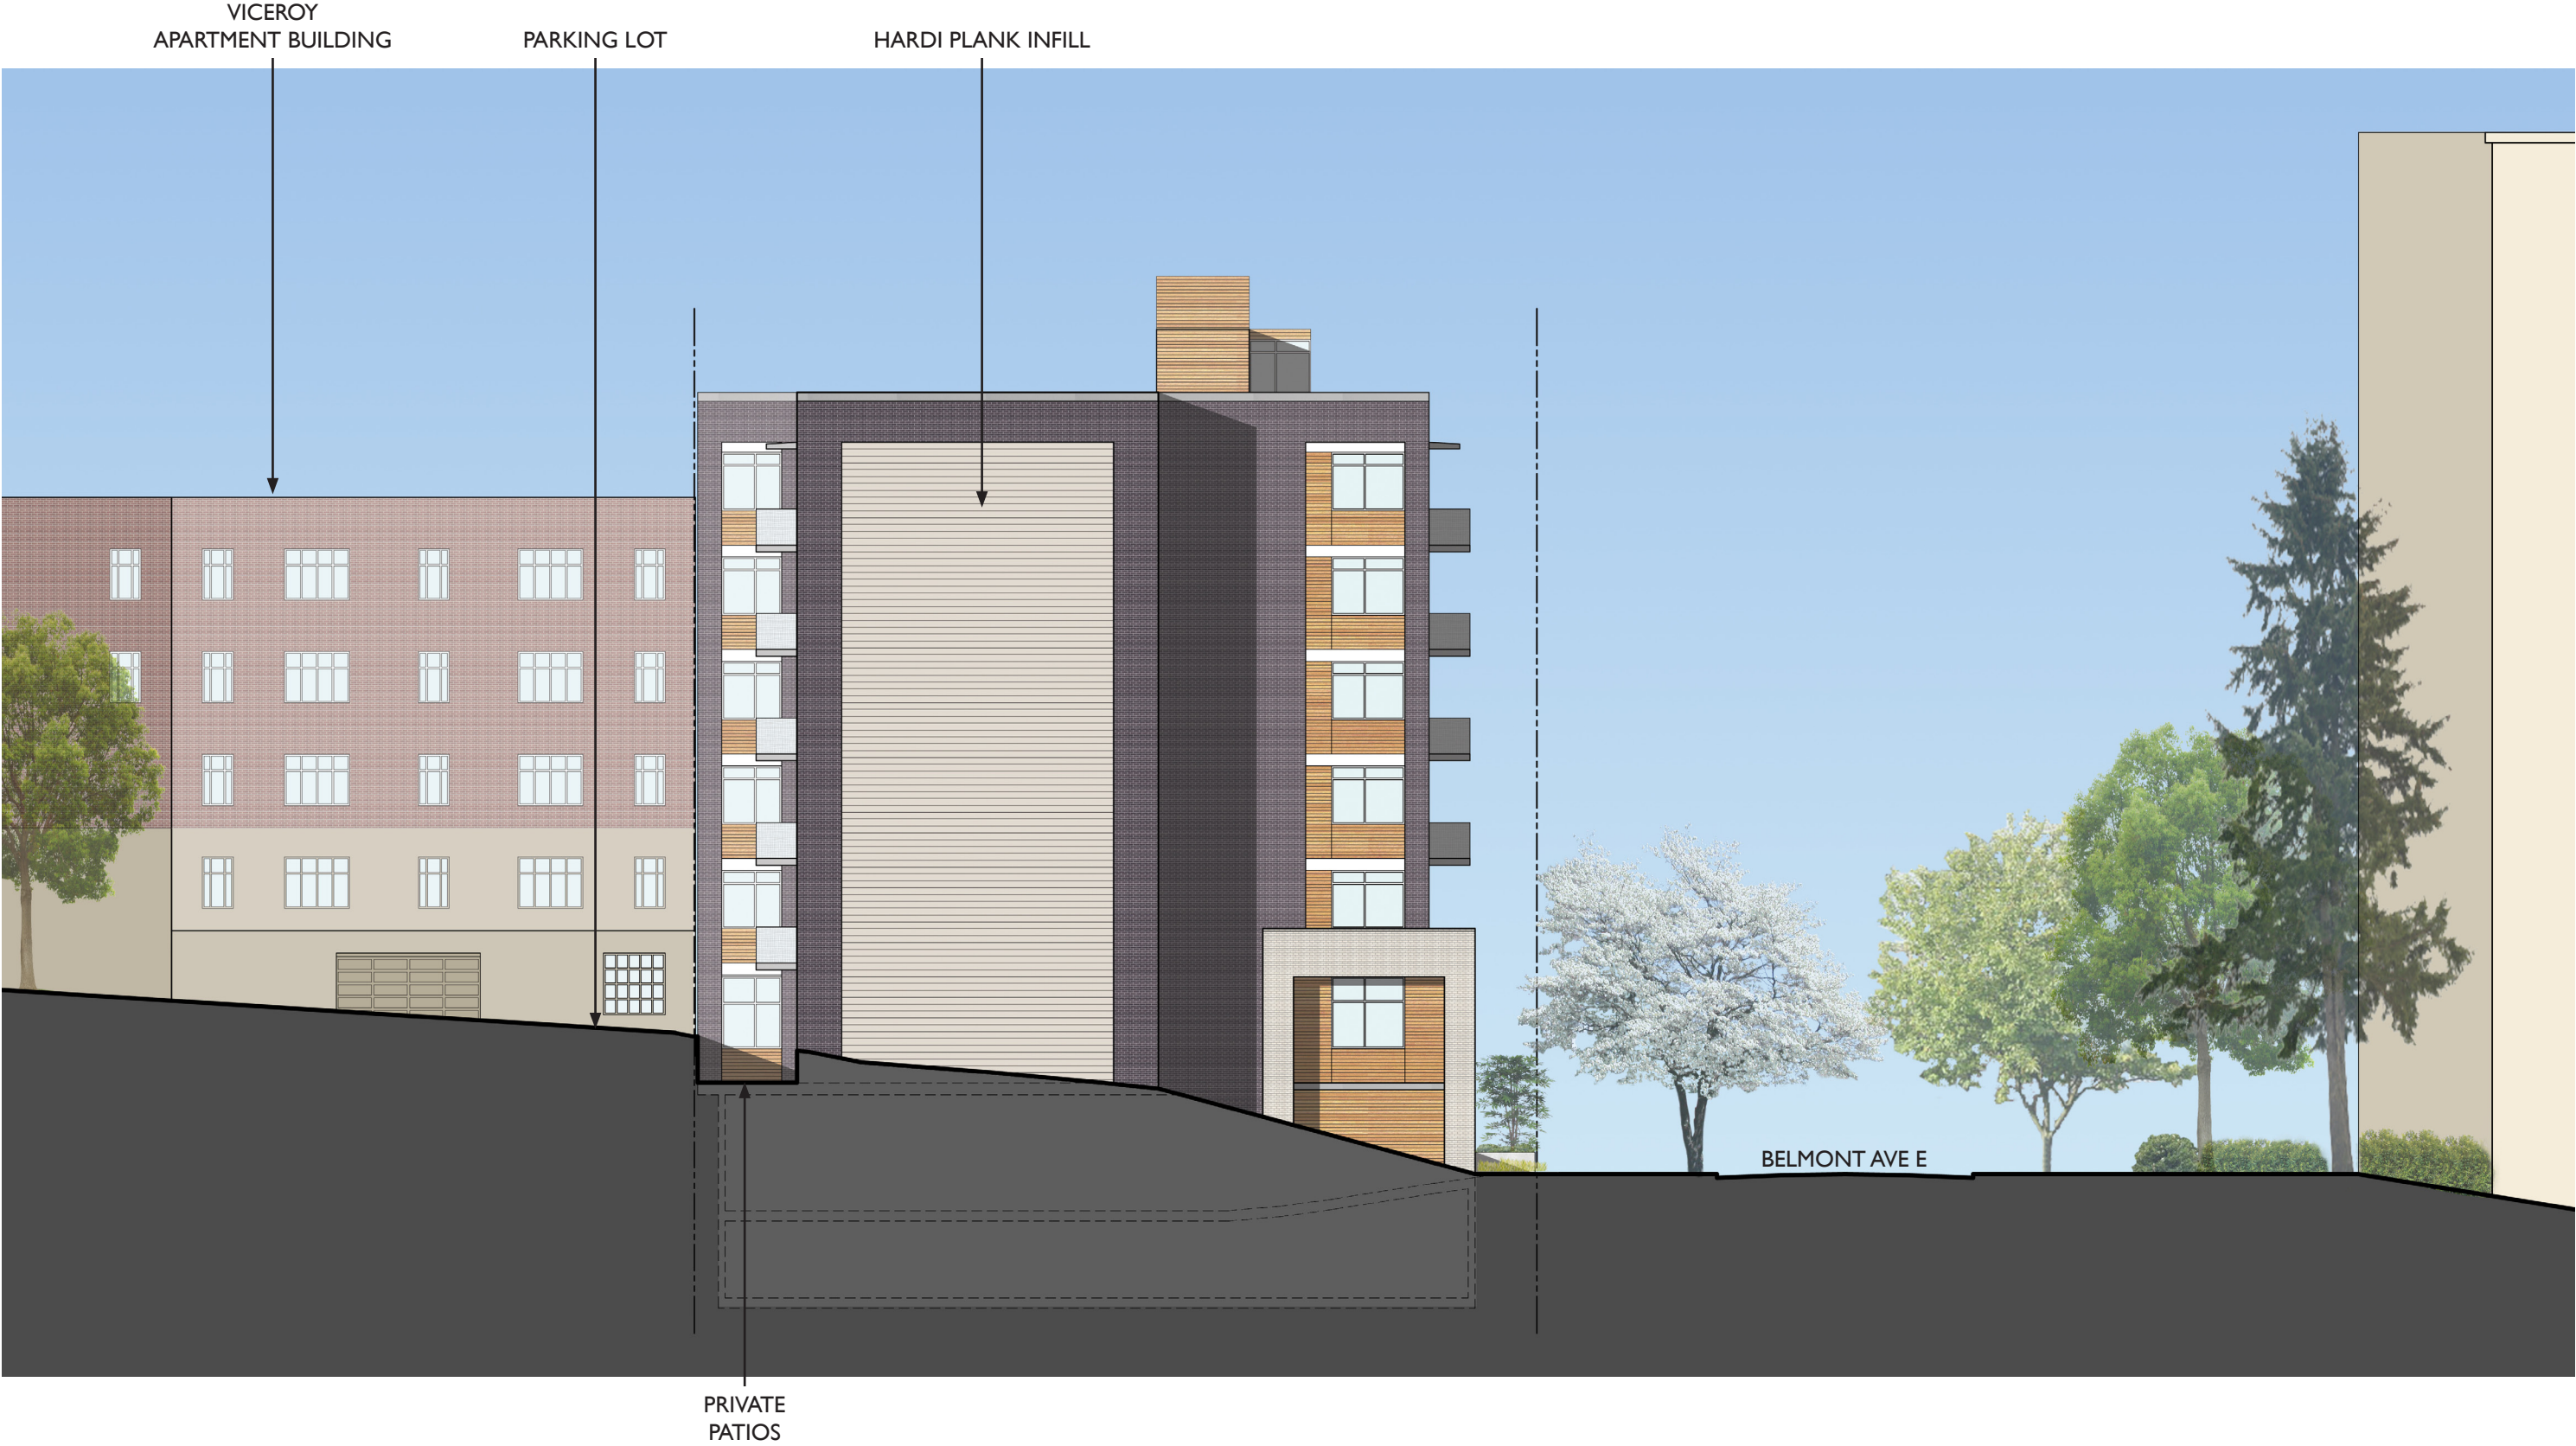 VICEROY
APARTMENT BUILDING
PARKING LOT
HARDI PLANK INFILL
BELMONT AVE E
PRIVATE
PATIOS